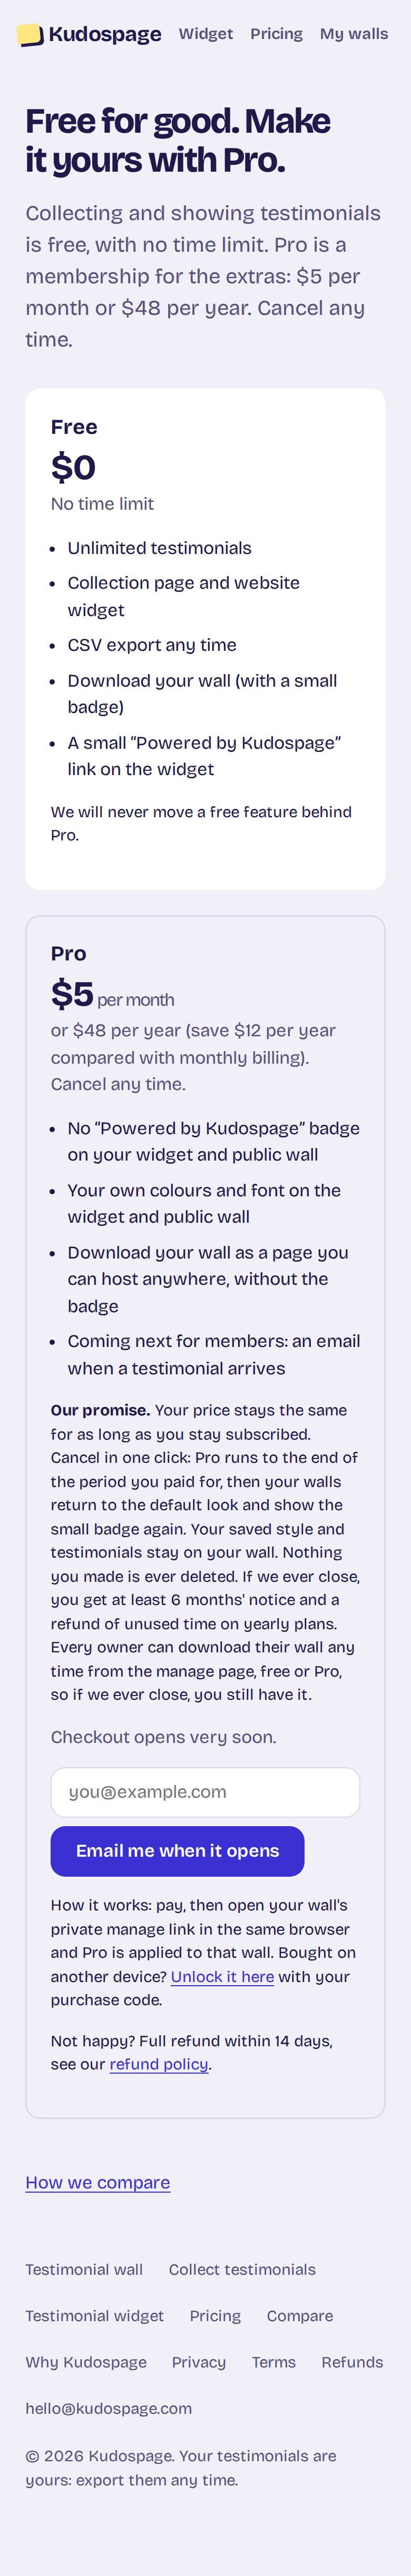 Kudospage Widget Pricing My walls
Free for good. Make
it yours with Pro.
Collecting and showing testimonials
is free, with no time limit. Pro is a
membership for the extras: $5 per
month or $48 per year. Cancel any
time.
Free
$0
No time limit
• Unlimited testimonials
• Collection page and website
widget
• CSV export any time
• Download your wall (with a small
badge)
• A small “Powered by Kudospage”
link on the widget
We will never move a free feature behind
Pro.
Pro
$5 per month
or $48 per year (save $12 per year
compared with monthly billing).
Cancel any time.
• No “Powered by Kudospage” badge
on your widget and public wall
• Your own colours and font on the
widget and public wall
• Download your wall as a page you
can host anywhere, without the
badge
• Coming next for members: an email
when a testimonial arrives
Our promise. Your price stays the same
for as long as you stay subscribed.
Cancel in one click: Pro runs to the end of
the period you paid for, then your walls
return to the default look and show the
small badge again. Your saved style and
testimonials stay on your wall. Nothing
you made is ever deleted. If we ever close,
you get at least 6 months' notice and a
refund of unused time on yearly plans.
Every owner can download their wall any
time from the manage page, free or Pro,
so if we ever close, you still have it.
Checkout opens very soon.
you@example.com
Email me when it opens
How it works: pay, then open your wall's
private manage link in the same browser
and Pro is applied to that wall. Bought on
another device? Unlock it here with your
purchase code.
Not happy? Full refund within 14 days,
see our refund policy.
How we compare
Testimonial wall Collect testimonials
Testimonial widget Pricing Compare
Why Kudospage Privacy Terms Refunds
hello@kudospage.com
© 2026 Kudospage. Your testimonials are
yours: export them any time.